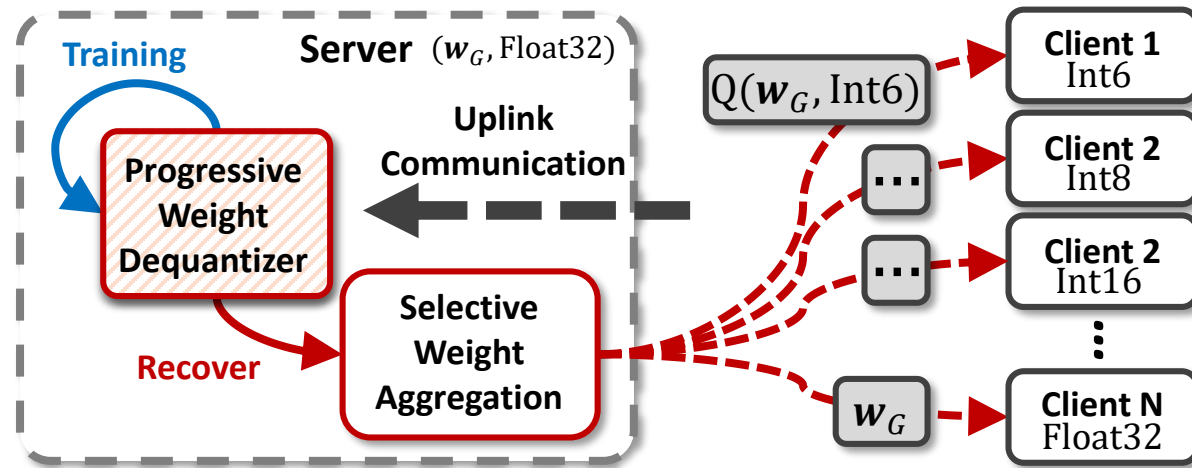 Training
Server (w_G, Float32)
Uplink
Communication
Progressive
Weight
Dequantizer
Recover
Selective
Weight
Aggregation
Q(w_G, Int6)
...
...
w_G
Client 1
Int6
Client 2
Int8
Client 2
Int16
...
Client N
Float32